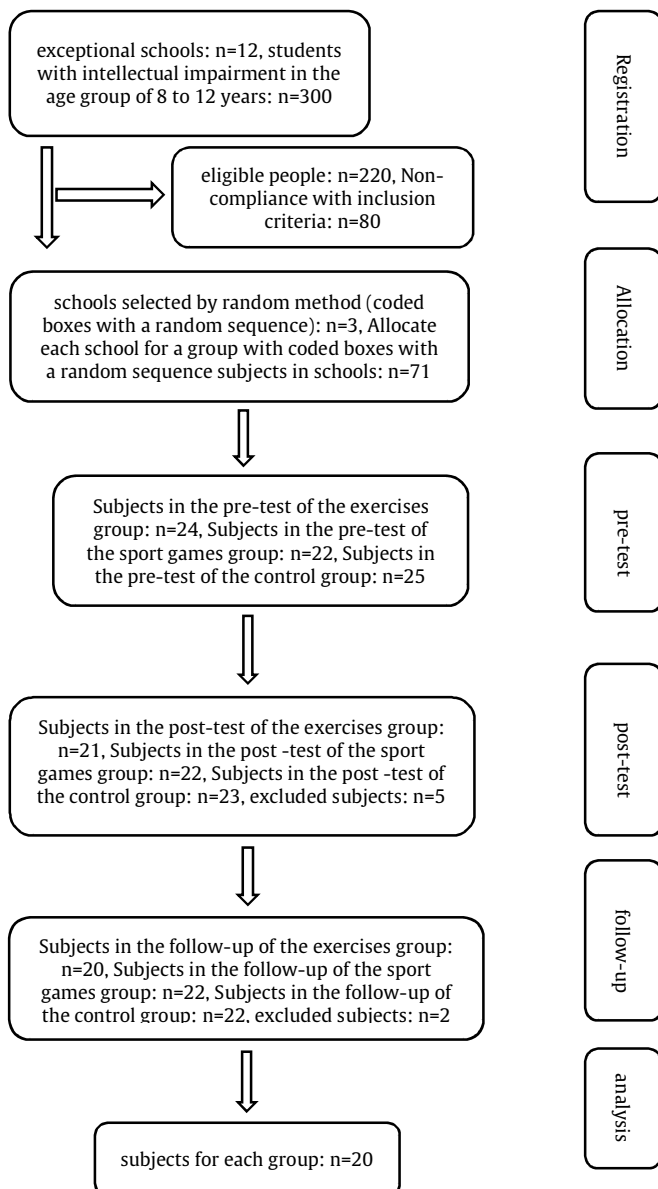 exceptional schools: n=12, students
with intellectual impairment in the
age group of 8 to 12 years: n=300
Registration
eligible people: n=220, Non-
compliance with inclusion
criteria: n=80
schools selected by random method (coded
boxes with a random sequence): n=3, Allocate
each school for a group with coded boxes with
a random sequence subjects in schools: n=71
Allocation
Subjects in the pre-test of the exercises
group: n=24, Subjects in the pre-test of
the sport games group: n=22, Subjects in
the pre-test of the control group: n=25
pre-test
Subjects in the post-test of the exercises group:
n=21, Subjects in the post -test of the sport
games group: n=22, Subjects in the post -test of
the control group: n=23, excluded subjects: n=5
post-test
Subjects in the follow-up of the exercises group:
n=20, Subjects in the follow-up of the sport
games group: n=22, Subjects in the follow-up of
the control group: n=22, excluded subjects: n=2
follow-up
subjects for each group: n=20
analysis